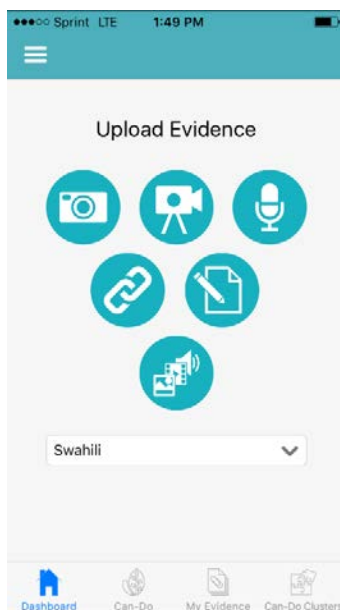 Sprint LTE 1:49 PM
Upload Evidence
Swahili
Dashboard Can-Do My Evidence Can-Do Clusters